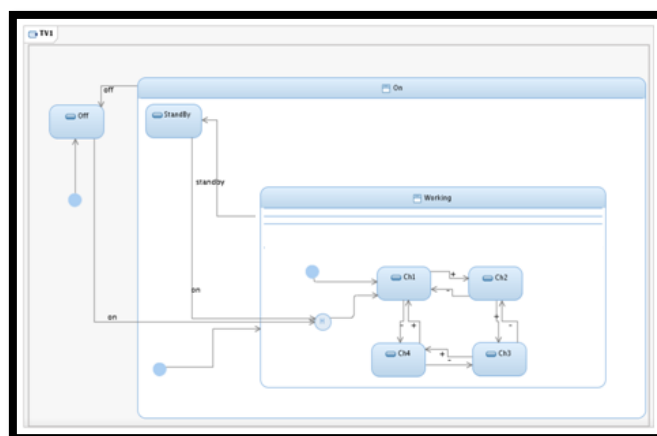 TV1
off
On
Off
StandBy
standby
Working
Ch1
+
Ch2
-
on
H
on
- +
+ -
Ch4
+
-
Ch3